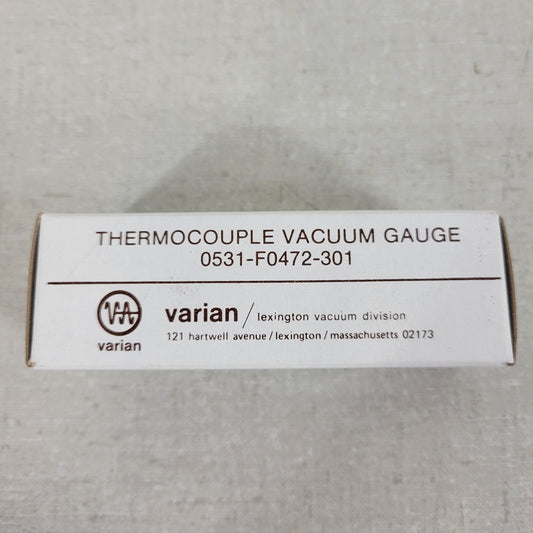 THERMOCOUPLE VACUUM GAUGE
0531-F0472-301
varian / lexington vacuum division
121 hartwell avenue / lexington / massachusetts 02173
varian